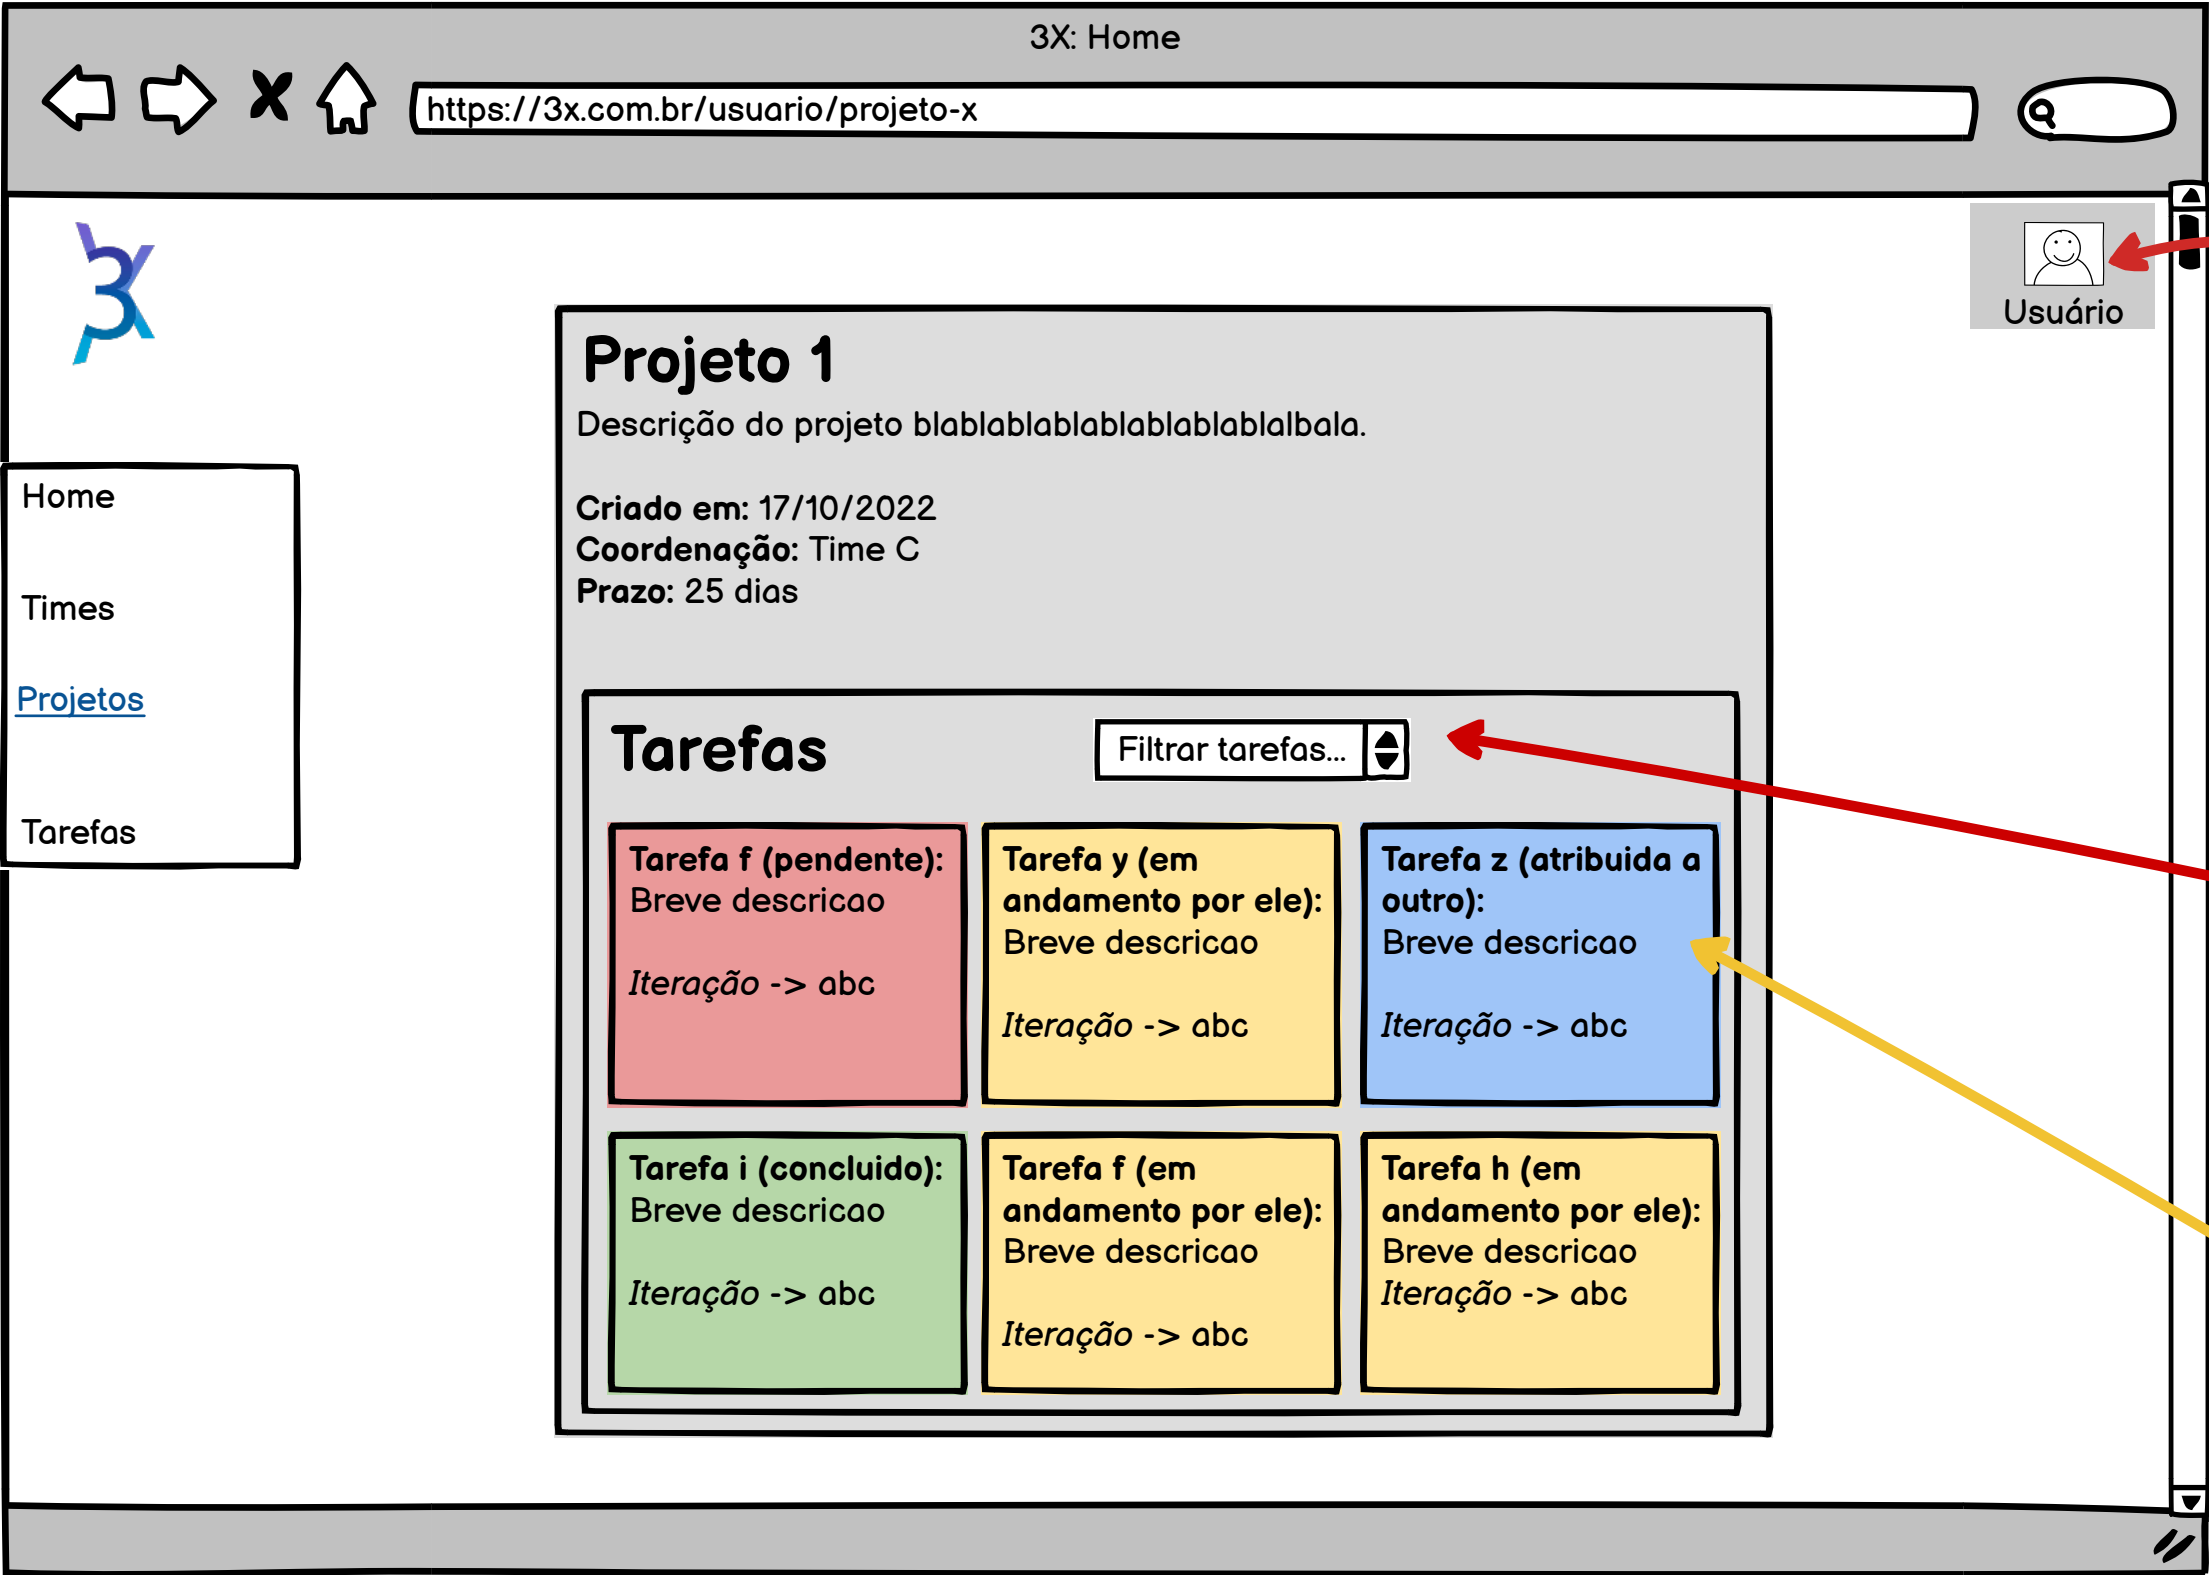 3X: Home
https://3x.com.br/usuario/projeto-x
3X
Usuário
Home
Times
Projetos
Tarefas
Projeto 1
Descrição do projeto blablablablablablablablablalbala.
Criado em: 17/10/2022
Coordenação: Time C
Prazo: 25 dias
Tarefas
Filtrar tarefas...
Tarefa f (pendente):
Breve descricao
Iteração -> abc
Tarefa y (em
andamento por ele):
Breve descricao
Iteração -> abc
Tarefa z (atribuida a
outro):
Breve descricao
Iteração -> abc
Tarefa i (concluido):
Breve descricao
Iteração -> abc
Tarefa f (em
andamento por ele):
Breve descricao
Iteração -> abc
Tarefa h (em
andamento por ele):
Breve descricao
Iteração -> abc